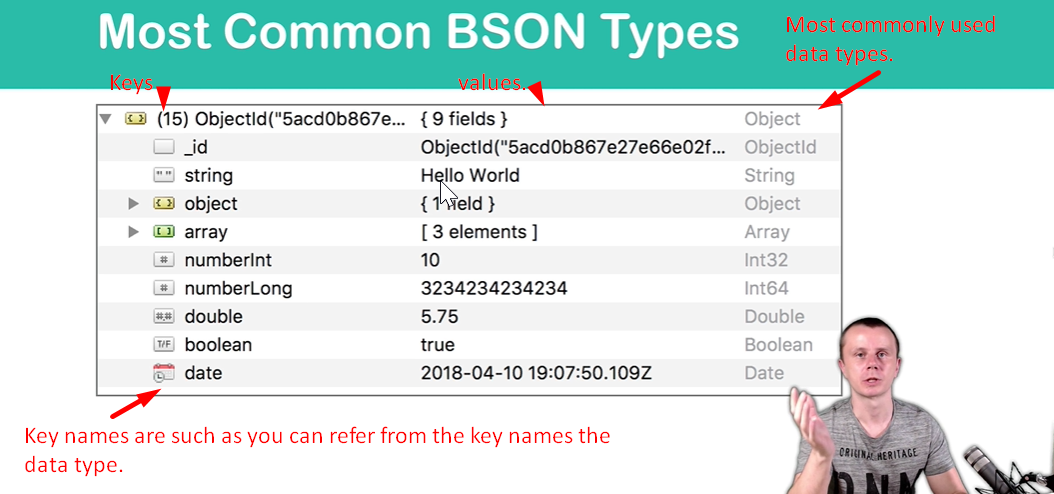 Most Common BSON Types
Most commonly used
data types.
Keys
values.
(15) ObjectId("5acd0b867e... { 9 fields } Object
_id ObjectId("5acd0b867e27e66e02f... ObjectId
"" string Hello World String
object { 1 field } Object
array [ 3 elements ] Array
# numberInt 10 Int32
# numberLong 3234234234234 Int64
#.# double 5.75 Double
T/F boolean true Boolean
date 2018-04-10 19:07:50.109Z Date
Key names are such as you can refer from the key names the
data type.
ORIGINAL HERITAGE